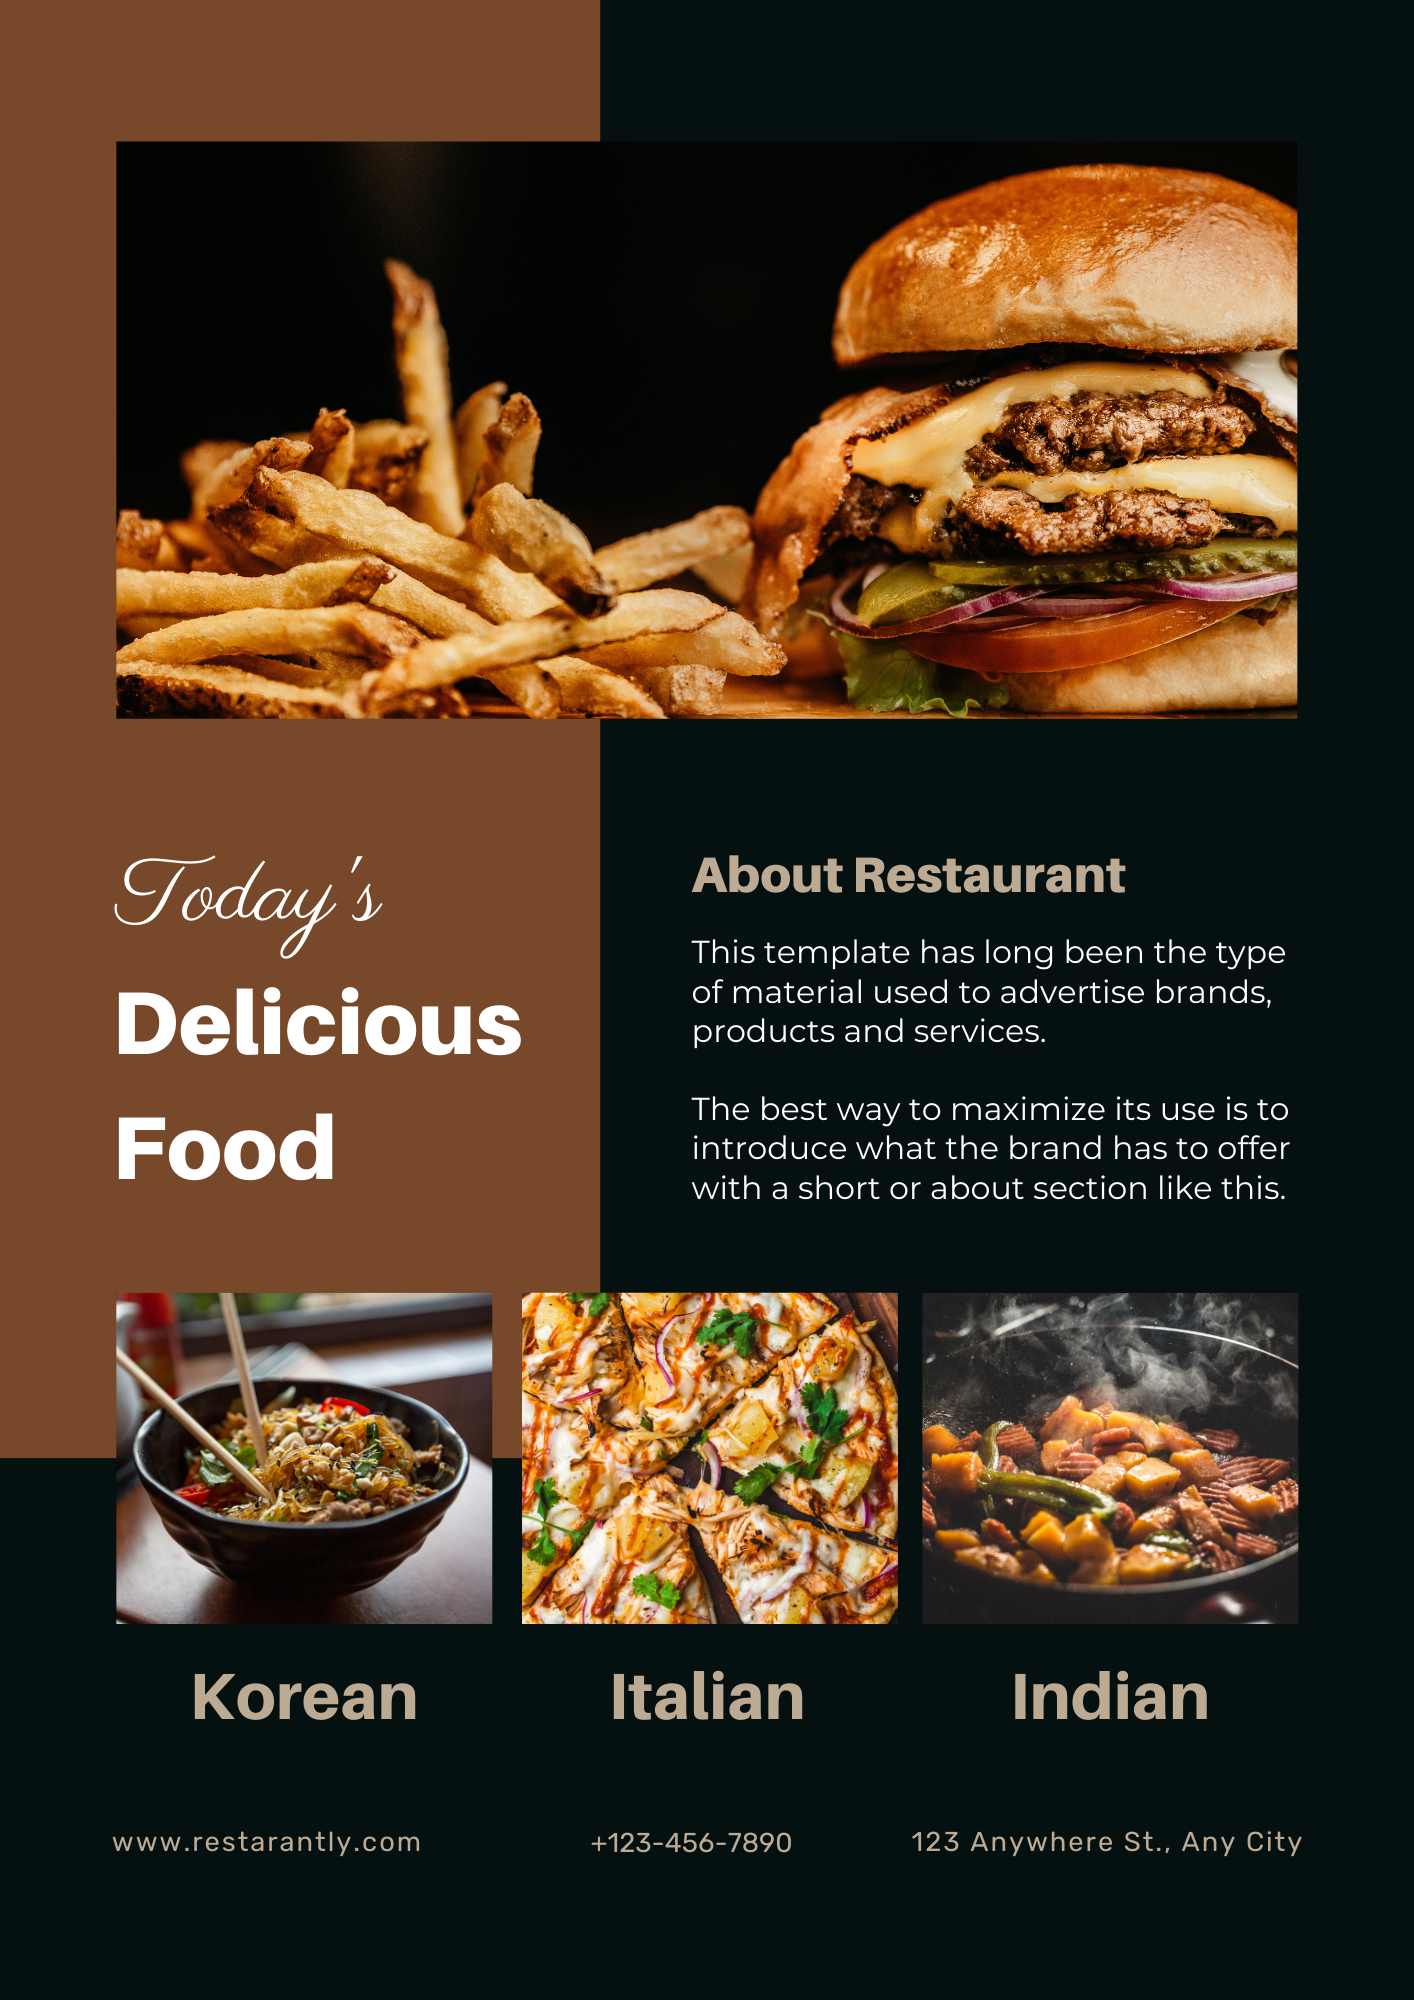 Today's
Delicious
Food
About Restaurant
This template has long been the type
of material used to advertise brands,
products and services.
The best way to maximize its use is to
introduce what the brand has to offer
with a short or about section like this.
Korean
Italian
Indian
www.restarantly.com
+123-456-7890
123 Anywhere St., Any City